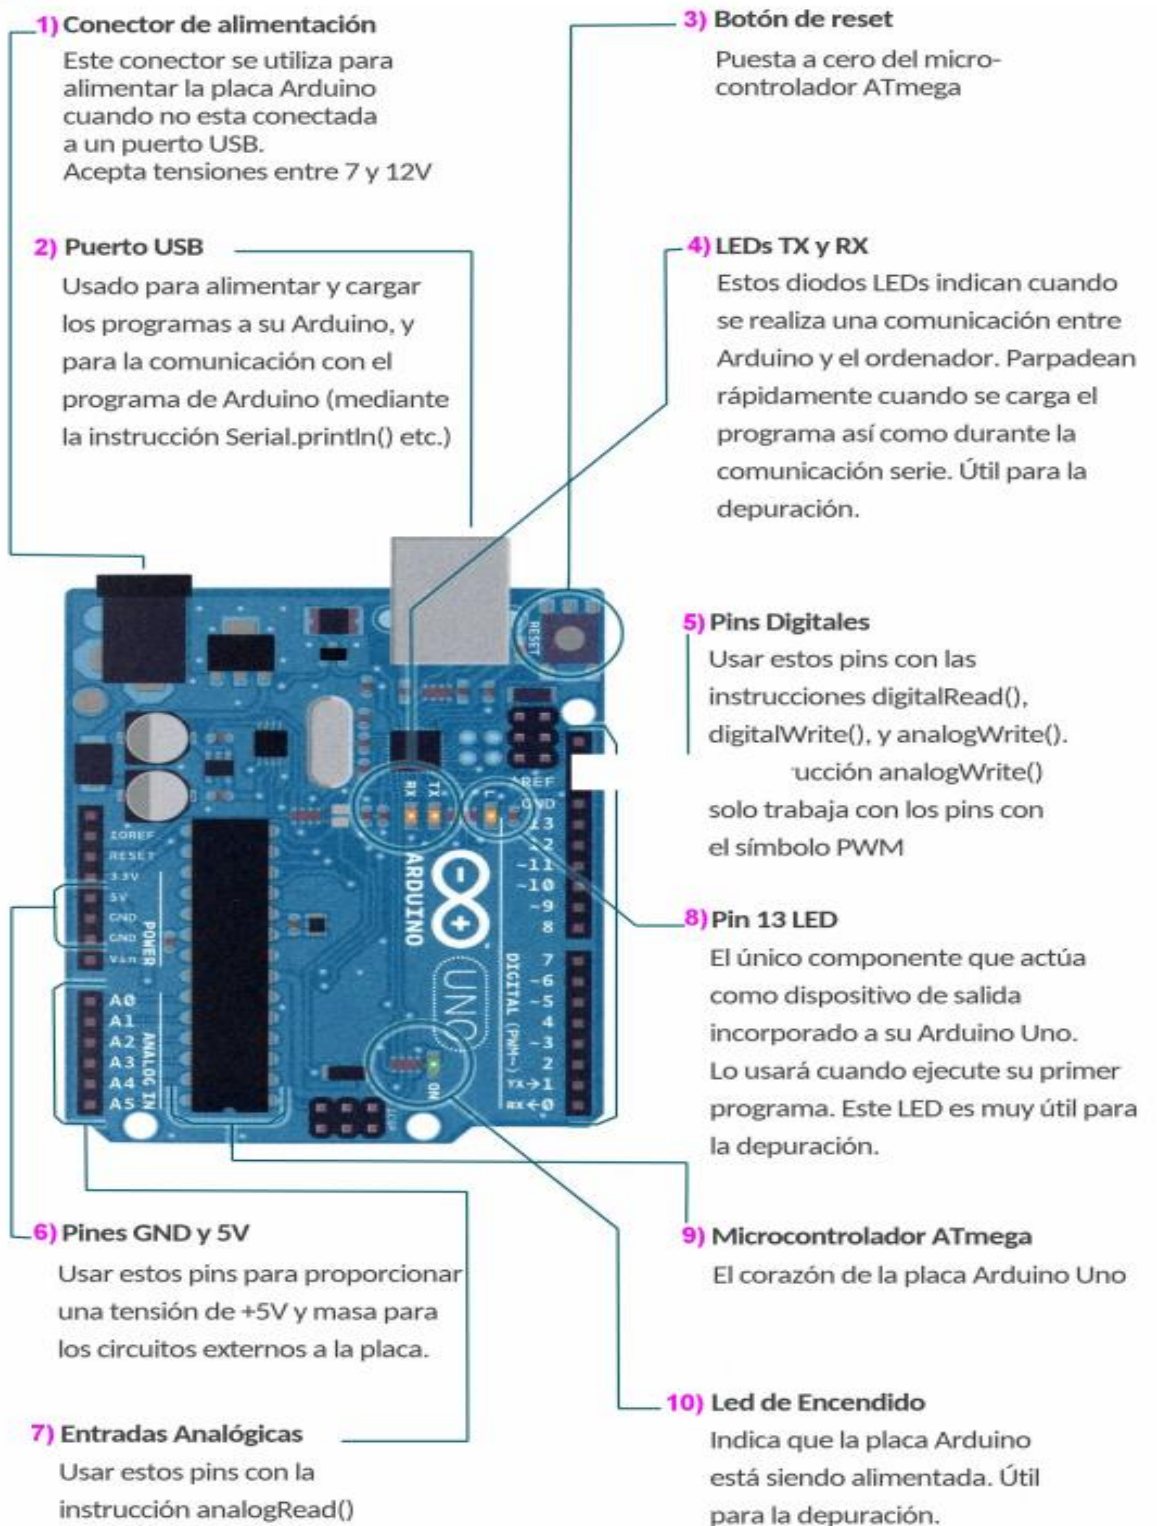 1) Conector de alimentación
Este conector se utiliza para
alimentar la placa Arduino
cuando no esta conectada
a un puerto USB.
Acepta tensiones entre 7 y 12V
2) Puerto USB
Usado para alimentar y cargar
los programas a su Arduino, y
para la comunicación con el
programa de Arduino (mediante
la instrucción Serial.println() etc.)
3) Botón de reset
Puesta a cero del micro-
controlador ATmega
4) LEDs TX y RX
Estos diodos LEDs indican cuando
se realiza una comunicación entre
Arduino y el ordenador. Parpadean
rápidamente cuando se carga el
programa así como durante la
comunicación serie. Útil para la
depuración.
5) Pins Digitales
Usar estos pins con las
instrucciones digitalRead(),
digitalWrite(), y analogWrite().
ucción analogWrite()
solo trabaja con los pins con
el símbolo PWM
8) Pin 13 LED
El único componente que actúa
como dispositivo de salida
incorporado a su Arduino Uno.
Lo usará cuando ejecute su primer
programa. Este LED es muy útil para
la depuración.
RESET
RX
TX
L
AREF
GND
13
12
~11
~10
~9
8
7
~6
~5
4
~3
2
TX→1
RX←0
DIGITAL (PWM~)
ARDUINO
UNO
ON
IOREF
RESET
3.3V
5V
GND
GND
Vin
POWER
A0
A1
A2
A3
A4
A5
ANALOG IN
6) Pines GND y 5V
Usar estos pins para proporcionar
una tensión de +5V y masa para
los circuitos externos a la placa.
7) Entradas Analógicas
Usar estos pins con la
instrucción analogRead()
9) Microcontrolador ATmega
El corazón de la placa Arduino Uno
10) Led de Encendido
Indica que la placa Arduino
está siendo alimentada. Útil
para la depuración.